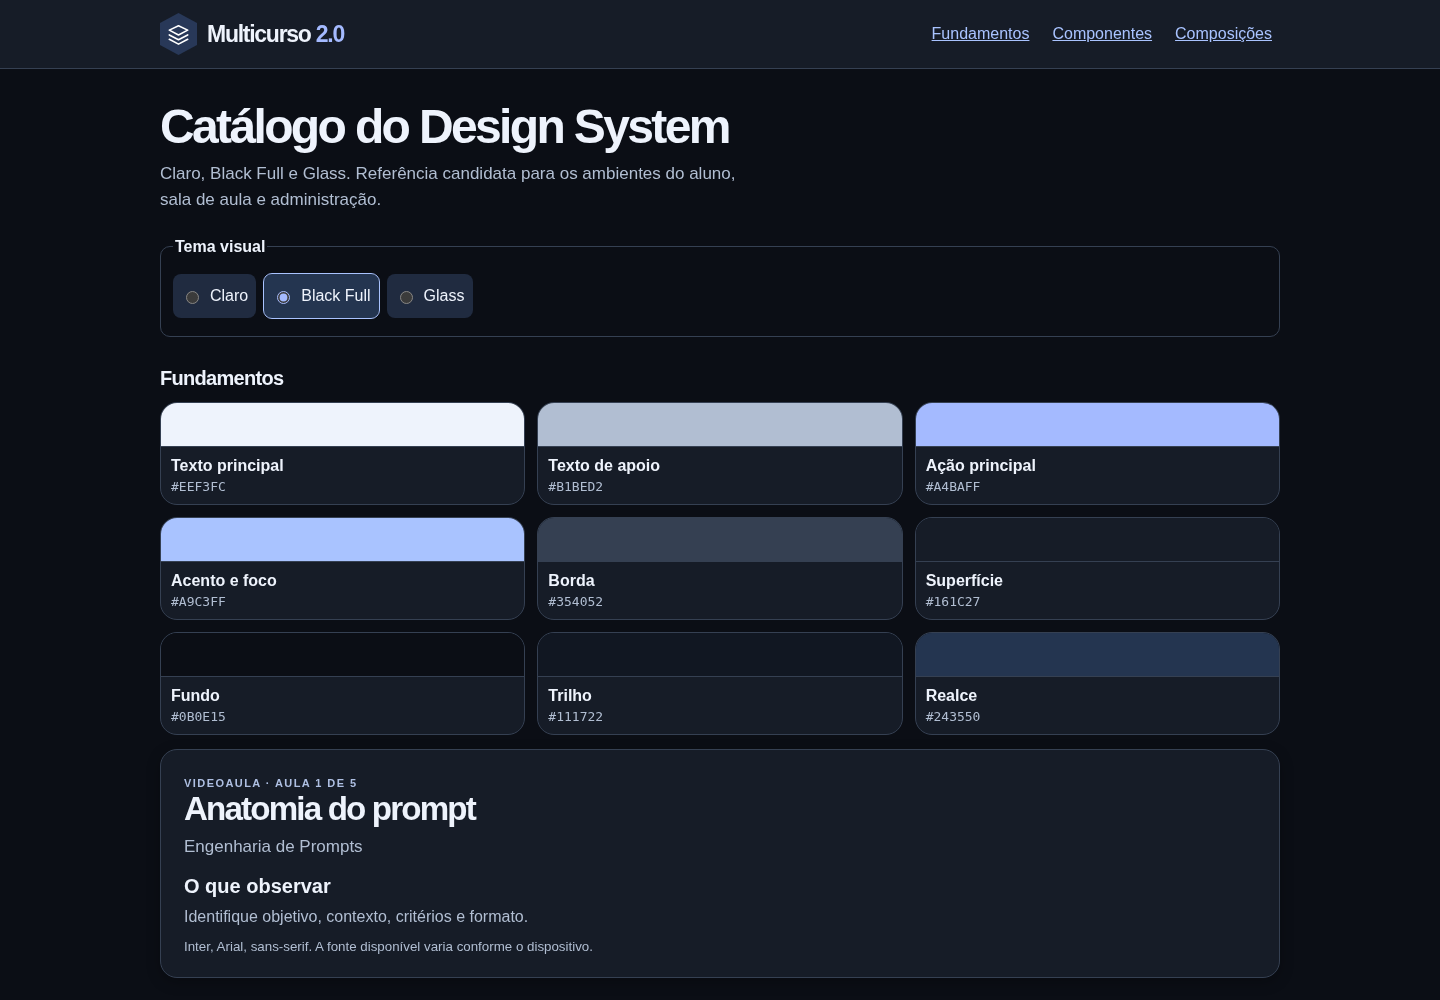 Multicurso 2.0
Fundamentos Componentes Composições
Catálogo do Design System
Claro, Black Full e Glass. Referência candidata para os ambientes do aluno,
sala de aula e administração.
Tema visual
Claro Black Full Glass
Fundamentos
Texto principal
#EEF3FC
Texto de apoio
#B1BED2
Ação principal
#A4BAFF
Acento e foco
#A9C3FF
Borda
#354052
Superfície
#161C27
Fundo
#0B0E15
Trilho
#111722
Realce
#243550
VIDEOAULA · AULA 1 DE 5
Anatomia do prompt
Engenharia de Prompts
O que observar
Identifique objetivo, contexto, critérios e formato.
Inter, Arial, sans-serif. A fonte disponível varia conforme o dispositivo.